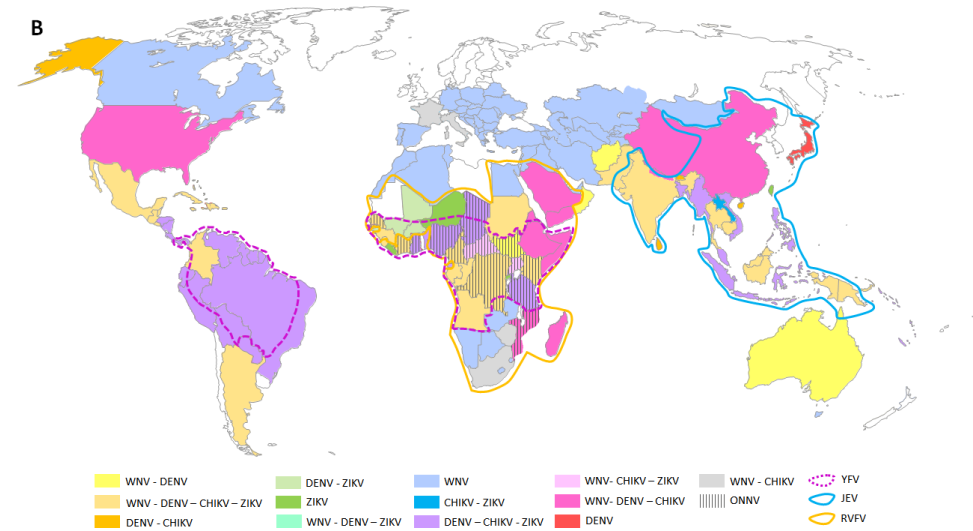 B
WNV - DENV
DENV - ZIKV
WNV
WNV- CHIKV – ZIKV
WNV - CHIKV
YFV
WNV - DENV – CHIKV – ZIKV
ZIKV
CHIKV - ZIKV
WNV- DENV – CHIKV
ONNV
JEV
DENV - CHIKV
WNV - DENV – ZIKV
DENV – CHIKV - ZIKV
DENV
RVFV